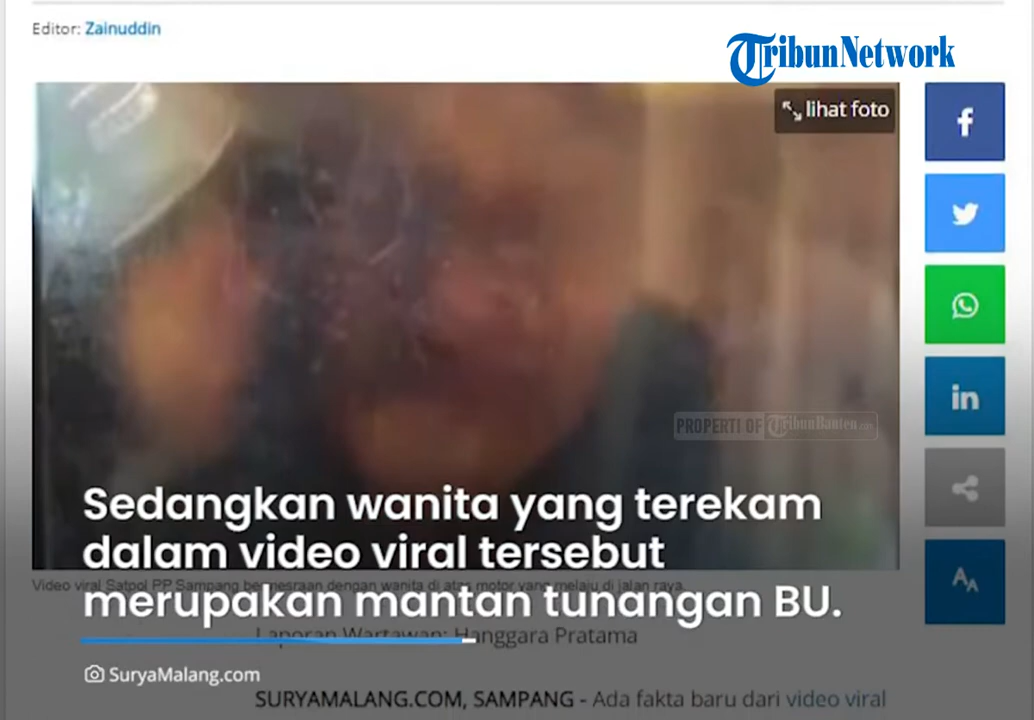 Editor: Zainuddin
TribunNetwork
lihat foto
PROPERTI OF TribunBanten.com
Sedangkan wanita yang terekam
dalam video viral tersebut
Video viral Satpol PP Sampang bermesraan dengan wanita di atas motor yang melaju di jalan raya.
merupakan mantan tunangan BU.
Laporan Wartawan: Hanggara Pratama
SuryaMalang.com
SURYAMALANG.COM, SAMPANG - Ada fakta baru dari video viral